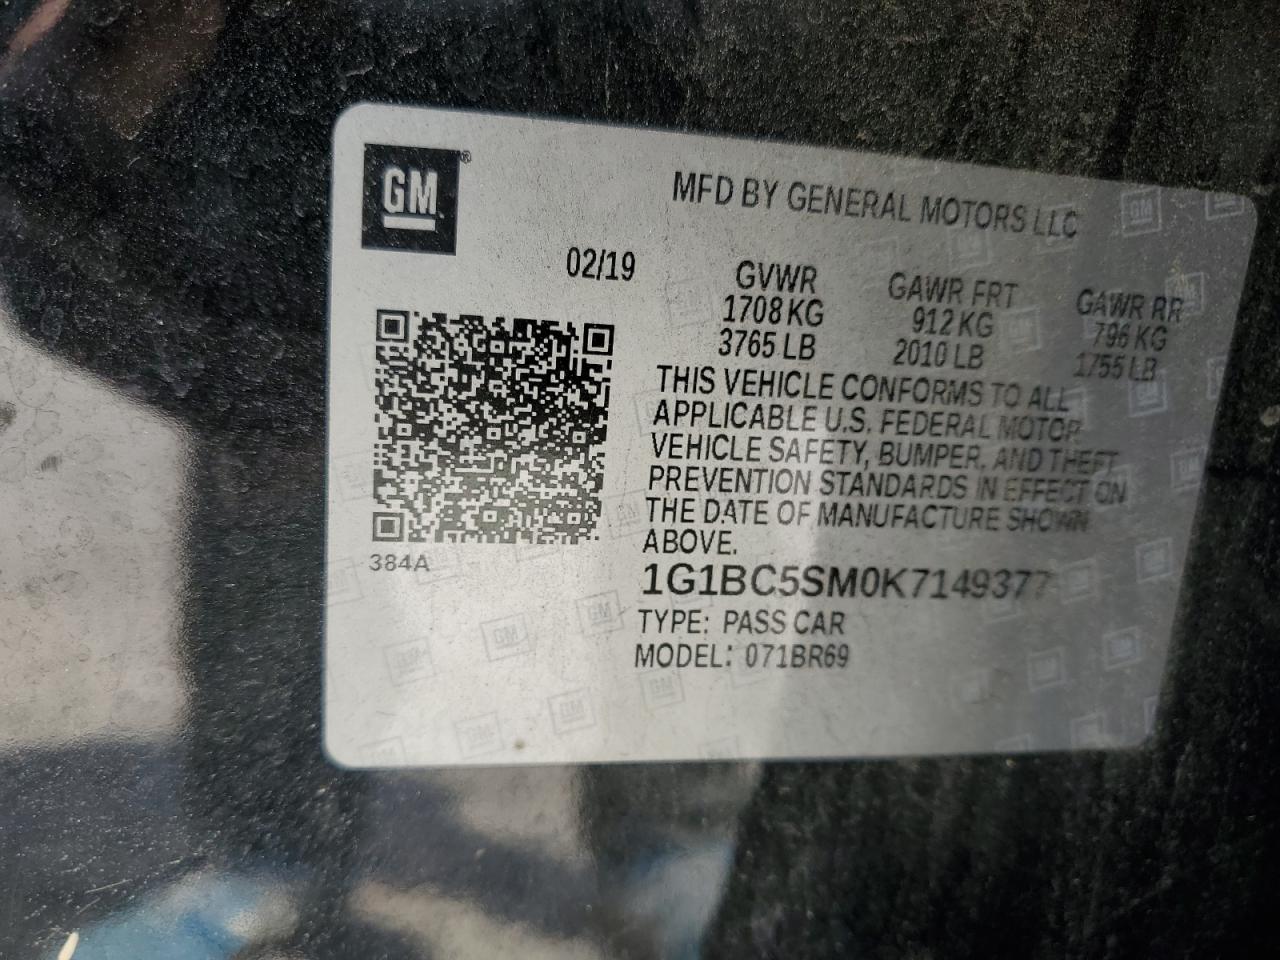 GM®
MFD BY GENERAL MOTORS LLC
02/19
GVWR GAWR FRT GAWR RR
1708 KG 912 KG 796 KG
3765 LB 2010 LB 1755 LB
THIS VEHICLE CONFORMS TO ALL
APPLICABLE U.S. FEDERAL MOTOR
VEHICLE SAFETY, BUMPER, AND THEFT
PREVENTION STANDARDS IN EFFECT ON
THE DATE OF MANUFACTURE SHOWN
ABOVE.
384A
1G1BC5SM0K7149377
TYPE: PASS CAR
MODEL: 071BR69